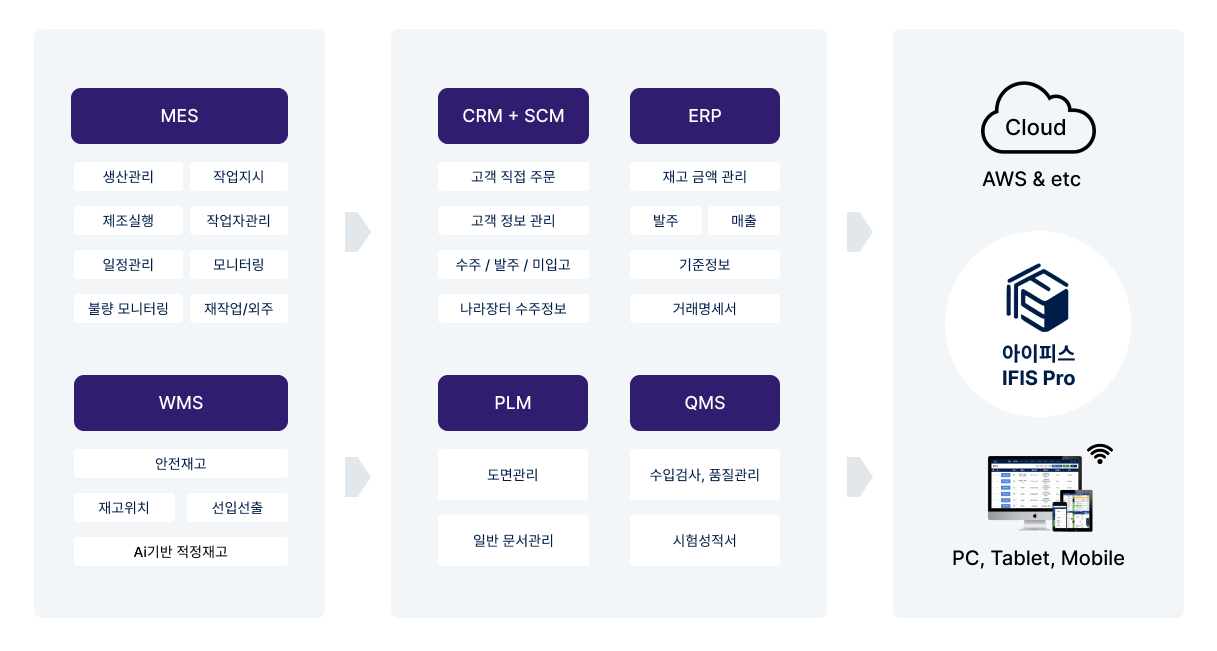 MES
생산관리
작업지시
제조실행
작업자관리
일정관리
모니터링
불량 모니터링
재작업/외주
WMS
안전재고
재고위치
선입선출
Ai기반 적정재고
CRM + SCM
고객 직접 주문
고객 정보 관리
수주 / 발주 / 미입고
나라장터 수주정보
ERP
재고 금액 관리
발주
매출
기준정보
거래명세서
PLM
도면관리
일반 문서관리
QMS
수입검사, 품질관리
시험성적서
Cloud
AWS & etc
아이피스
IFIS Pro
PC, Tablet, Mobile